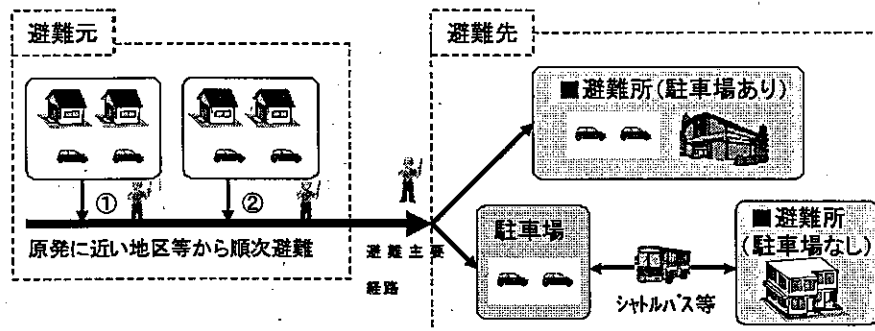 避難元
避難先
■避難所(駐車場あり)
①
②
原発に近い地区等から順次避難
避難主要
経路
駐車場
シャトルバス等
■避難所
(駐車場なし)